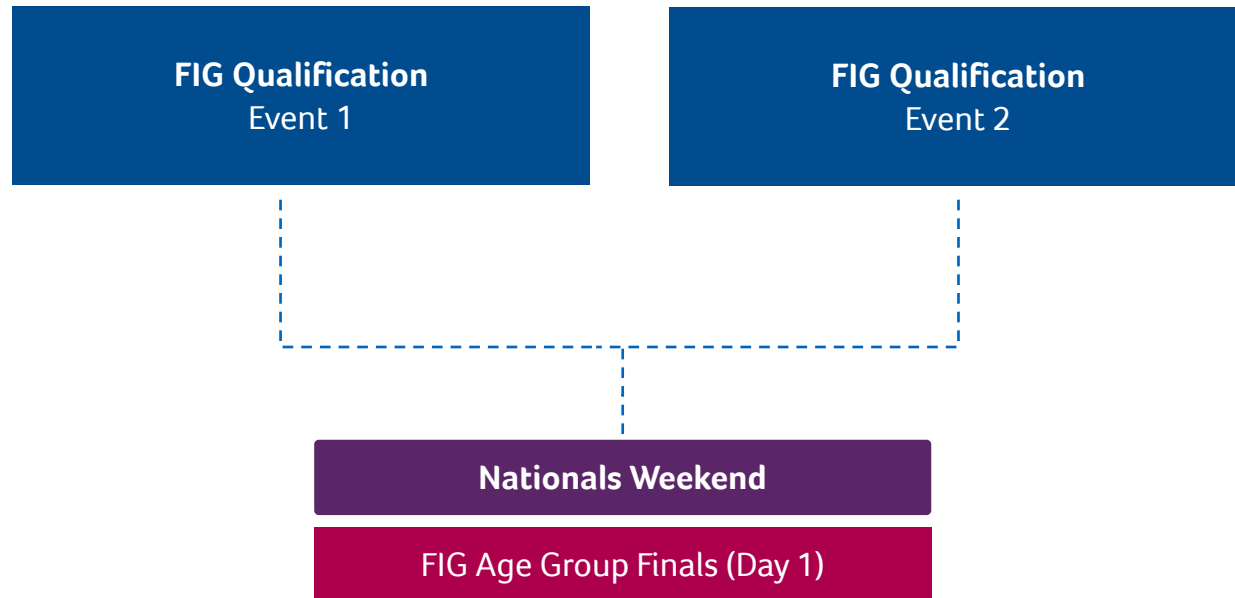 FIG Qualification
Event 1
FIG Qualification
Event 2
Nationals Weekend
FIG Age Group Finals (Day 1)